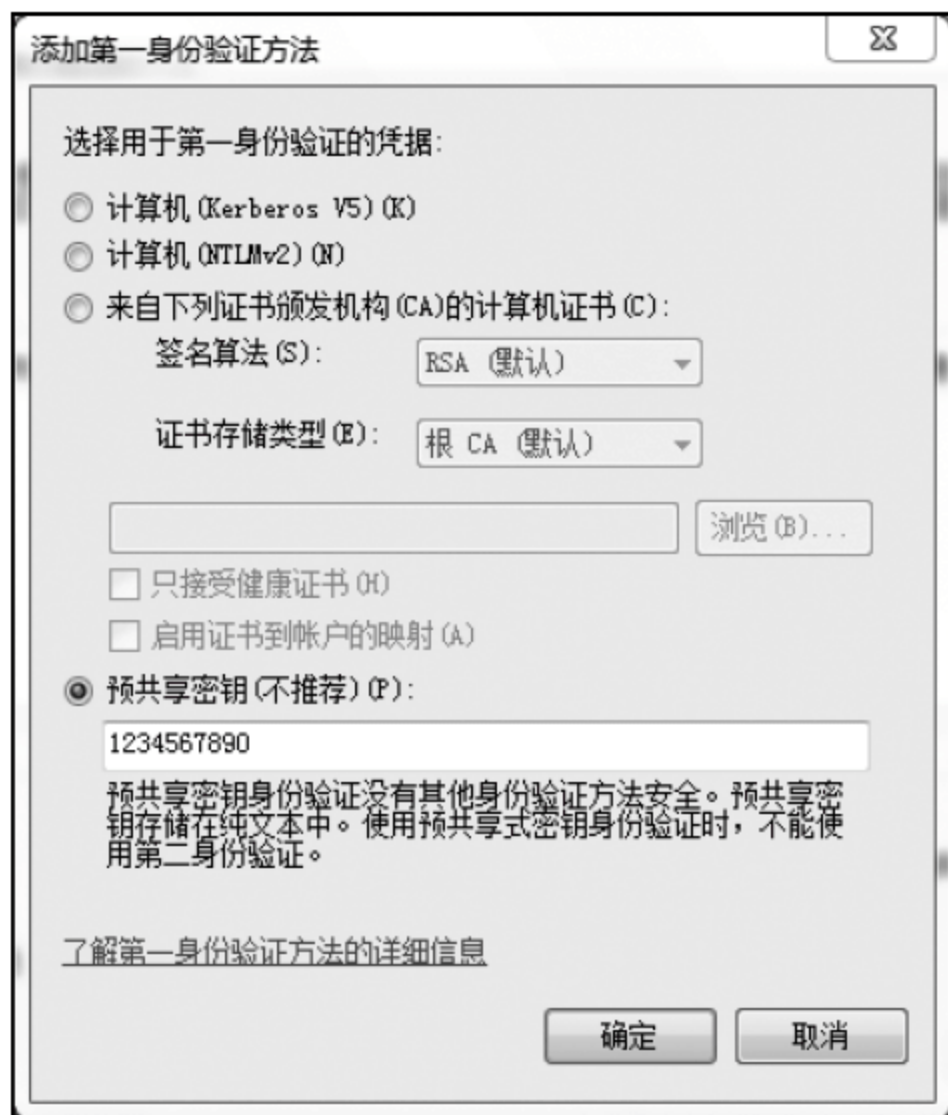 添加第一身份验证方法
选择用于第一身份验证的凭据:
计算机(Kerberos V5)(K)
计算机(NTLMv2)(N)
来自下列证书颁发机构(CA)的计算机证书(C):
签名算法(S): RSA (默认)
证书存储类型(E): 根 CA (默认)
浏览(B)...
只接受健康证书(H)
启用证书到帐户的映射(A)
预共享密钥(不推荐)(P):
1234567890
预共享密钥身份验证没有其他身份验证方法安全。预共享密
钥存储在纯文本中。使用预共享式密钥身份验证时，不能使
用第二身份验证。
了解第一身份验证方法的详细信息
确定 取消